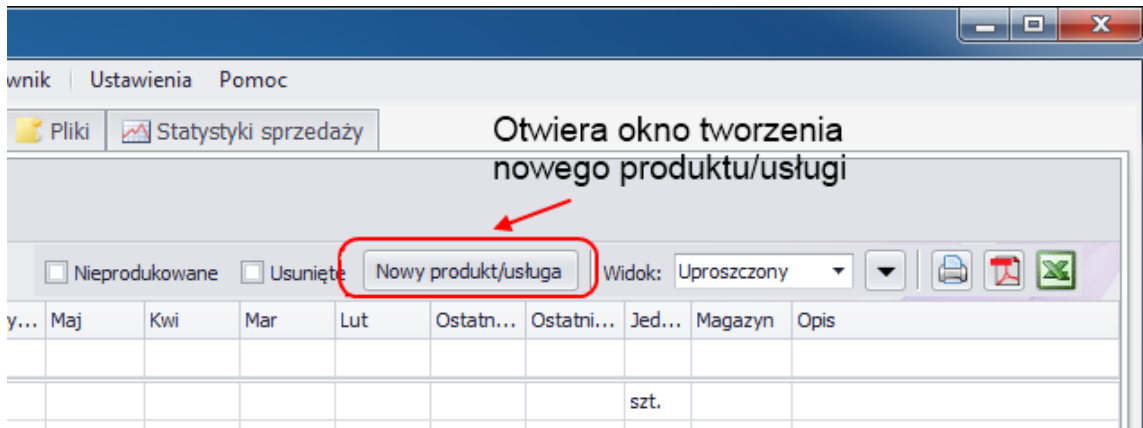 wnik Ustawienia Pomoc
Pliki Statystyki sprzedaży
Otwiera okno tworzenia
nowego produktu/usługi
Nieprodukowane Usunięte Nowy produkt/usługa Widok: Uproszczony
y... Maj Kwi Mar Lut Ostatn... Ostatni... Jed... Magazyn Opis
szt.